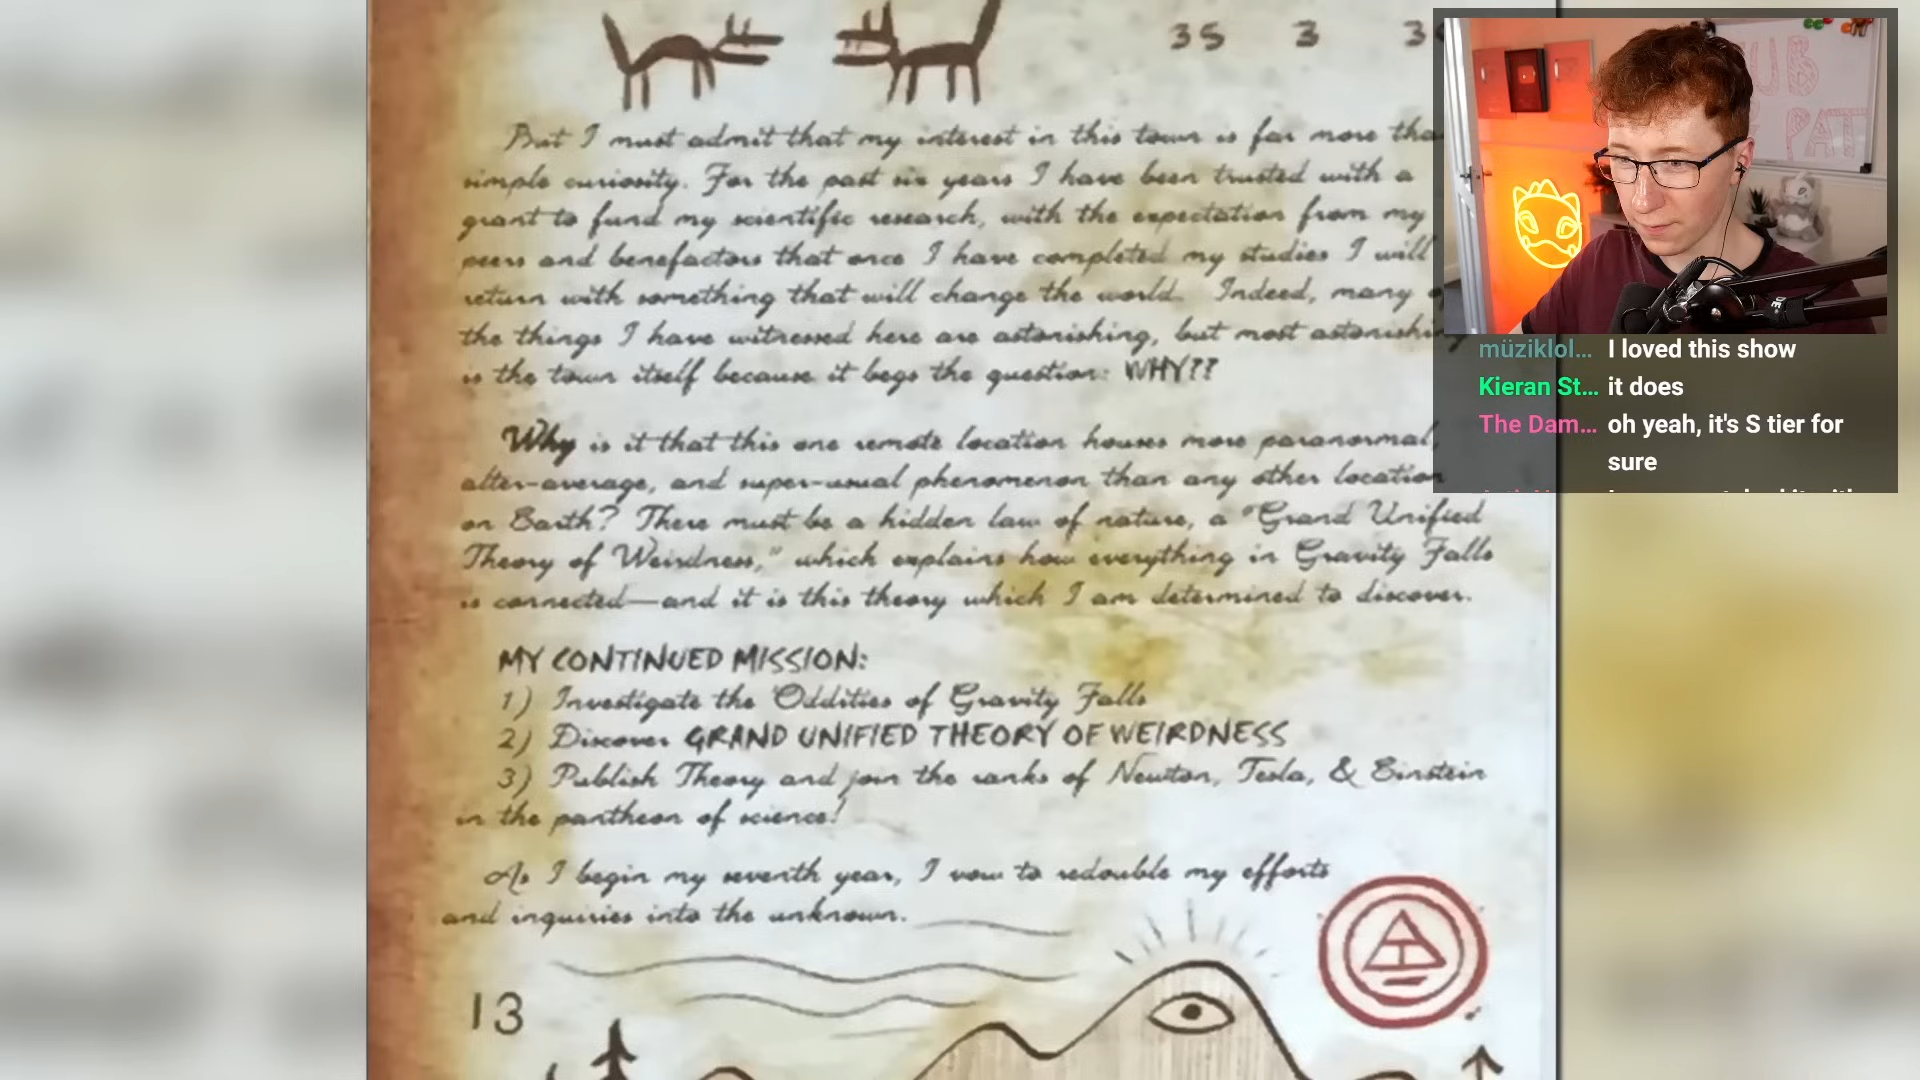 35 3
But I must admit that my interest in this town is far more
simple curiosity. For the past six years I have been trusted with a
grant to fund my scientific research, with the expectation from my
peers and benefactors that once I have completed my studies I will
return with something that will change the world. Indeed, many
the things I have witnessed here are astonishing, but most
is the town itself because it begs the question: WHY??
Why is it that this one remote location houses more paranormal,
alter-average, and super-usual phenomenon than any other location
on Earth? There must be a hidden law of nature, a "Grand Unified
Theory of Weirdness," which explains how everything in Gravity Falls
is connected—and it is this theory which I am determined to discover.
MY CONTINUED MISSION:
1) Investigate the Oddities of Gravity Falls
2) Discover GRAND UNIFIED THEORY OF WEIRDNESS
3) Publish Theory and join the ranks of Newton, Tesla, & Einstein
in the pantheon of science!
As I begin my seventh year, I vow to redouble my efforts
and inquiries into the unknown.
13
UB
PAT
müziklol... I loved this show
Kieran St... it does
The Dam... oh yeah, it's S tier for
sure